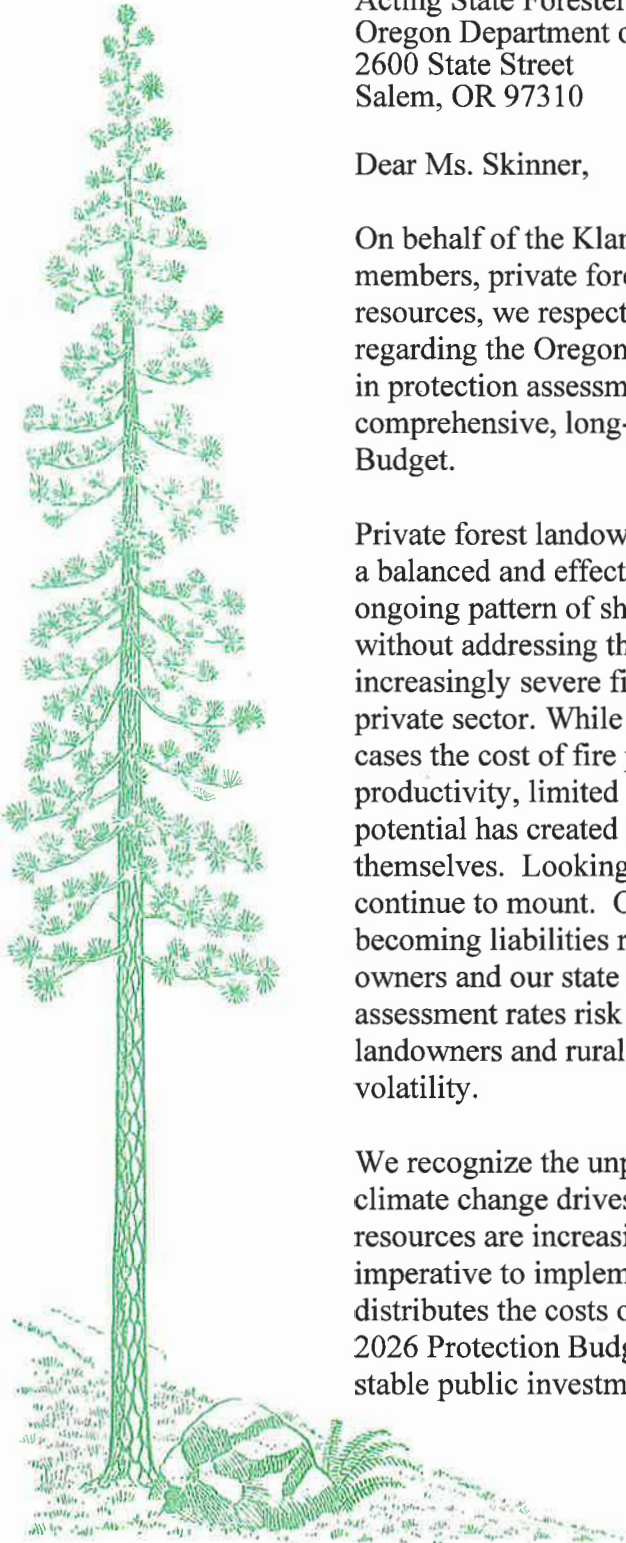 Acting State Forester
Oregon Department o
2600 State Street
Salem, OR 97310
Dear Ms. Skinner,
On behalf of the Klar
members, private fore
resources, we respect
regarding the Oregon
in protection assessm
comprehensive, long-
Budget.
Private forest landow
a balanced and effect
ongoing pattern of sh
without addressing th
increasingly severe fi
private sector. While
cases the cost of fire
productivity, limited
potential has created
themselves. Looking
continue to mount. O
becoming liabilities r
owners and our state
assessment rates risk
landowners and rural
volatility.
We recognize the unp
climate change drives
resources are increasi
imperative to implem
distributes the costs o
2026 Protection Budg
stable public investm